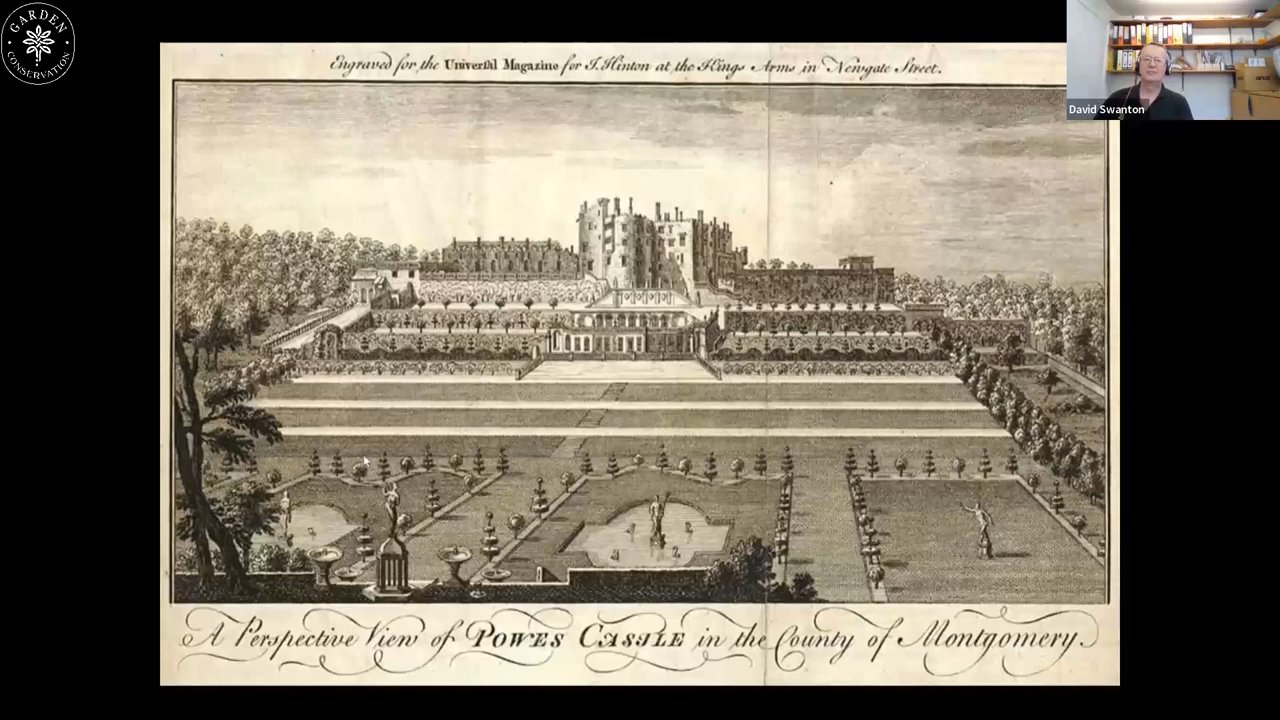 GARDEN CONSERVATION
Engraved for the Universal Magazine for J. Hinton at the Kings Arms in Newgate Street.
David Swanton
A Perspective View of POWES CASTLE in the County of Montgomery.